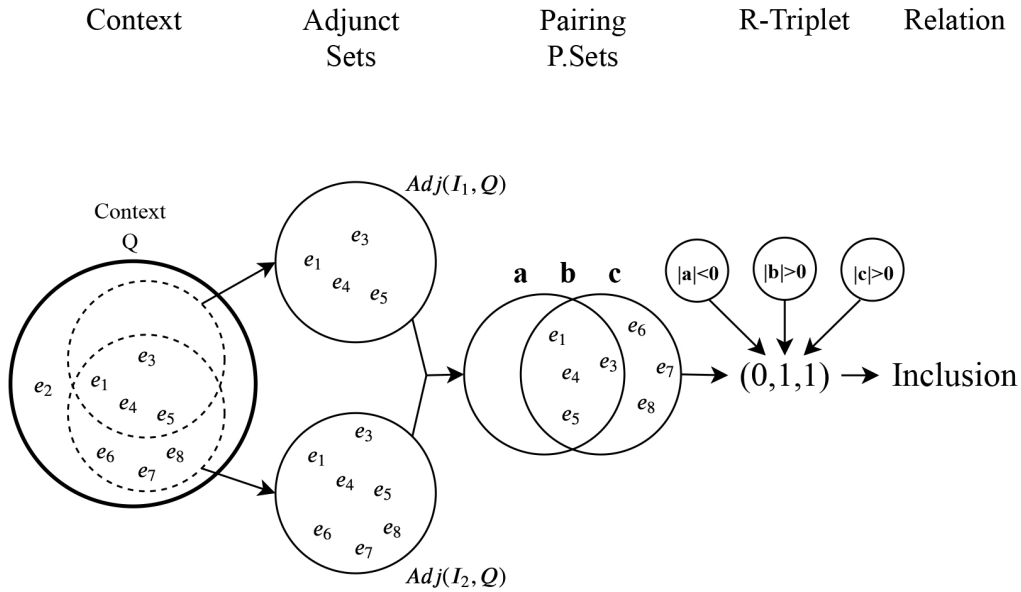 Context
Adjunct
Sets
Pairing
P.Sets
R-Triplet
Relation
Context
Q
e₂
e₃
e₁
e₄
e₅
e₆
e₇
e₈
Adj(I₁, Q)
e₃
e₁
e₄
e₅
e₃
e₁
e₄
e₅
e₆
e₈
e₇
Adj(I₂, Q)
a b c
e₁
e₆
e₃
e₄
e₇
e₅
e₈
|a|<0
|b|>0
|c|>0
(0,1,1)
Inclusion